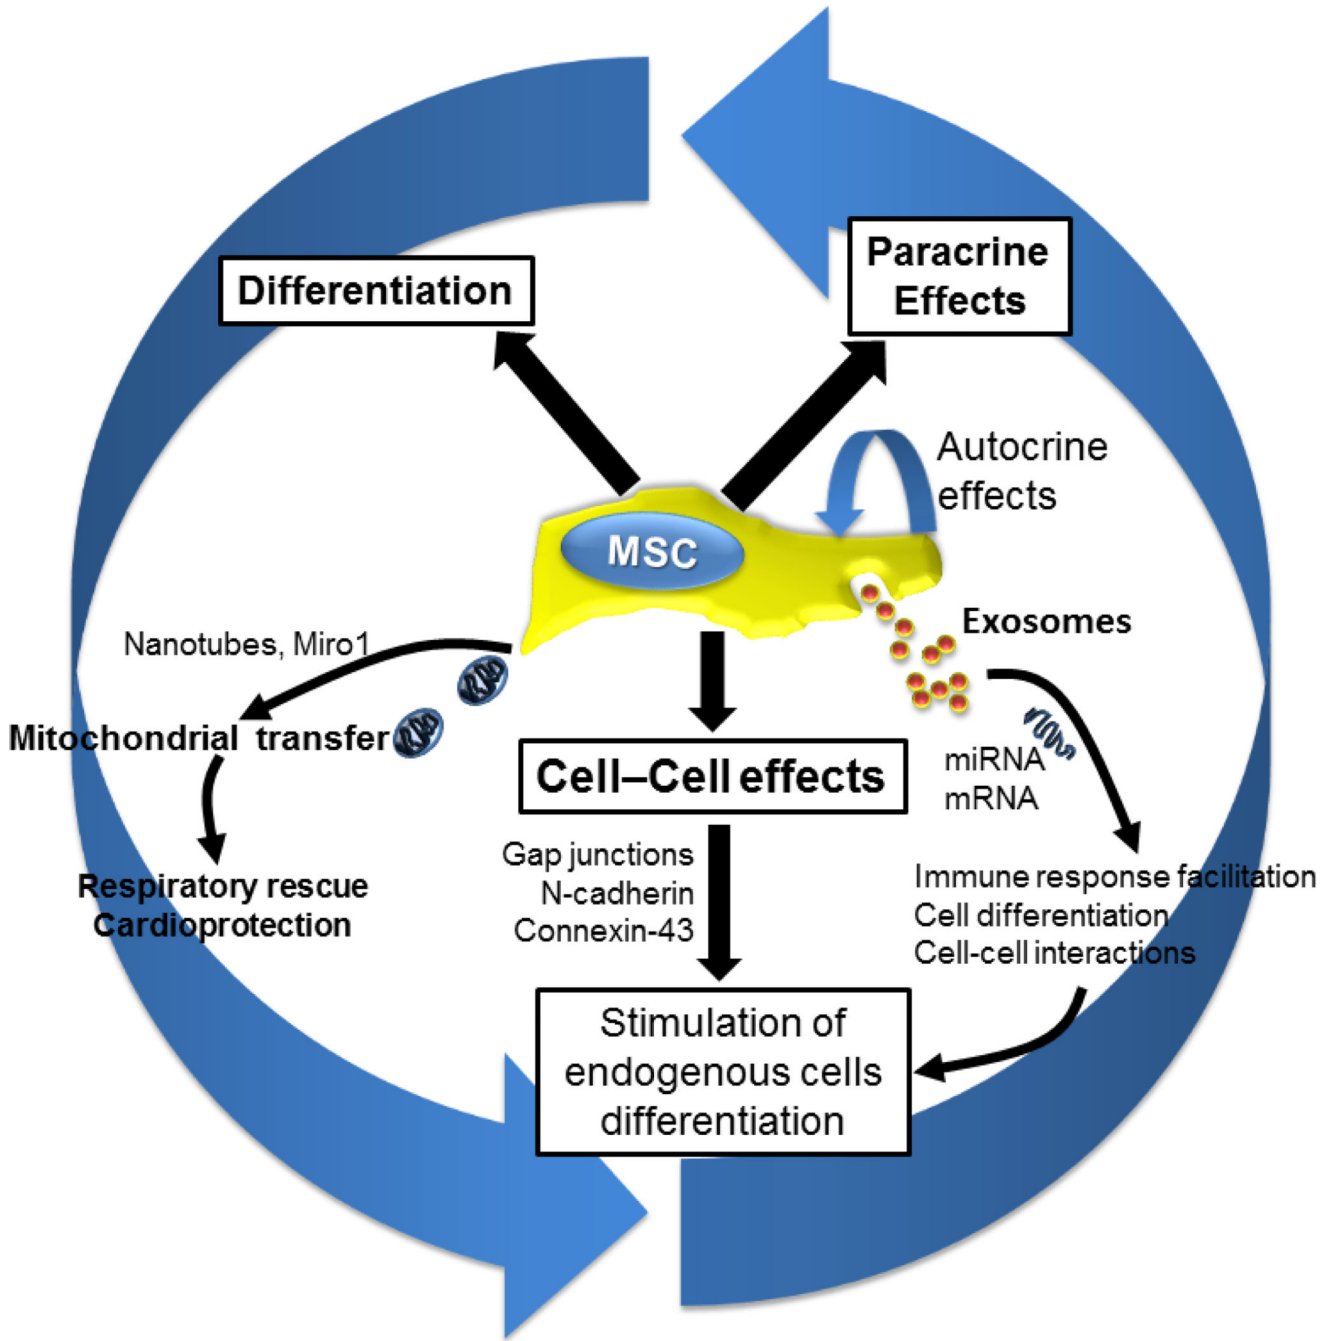 Paracrine
Effects
Differentiation
Autocrine
effects
MSC
Exosomes
Nanotubes, Miro1
Mitochondrial transfer
Cell–Cell effects
miRNA
mRNA
Gap junctions
N-cadherin
Connexin-43
Respiratory rescue
Cardioprotection
Immune response facilitation
Cell differentiation
Cell-cell interactions
Stimulation of
endogenous cells
differentiation